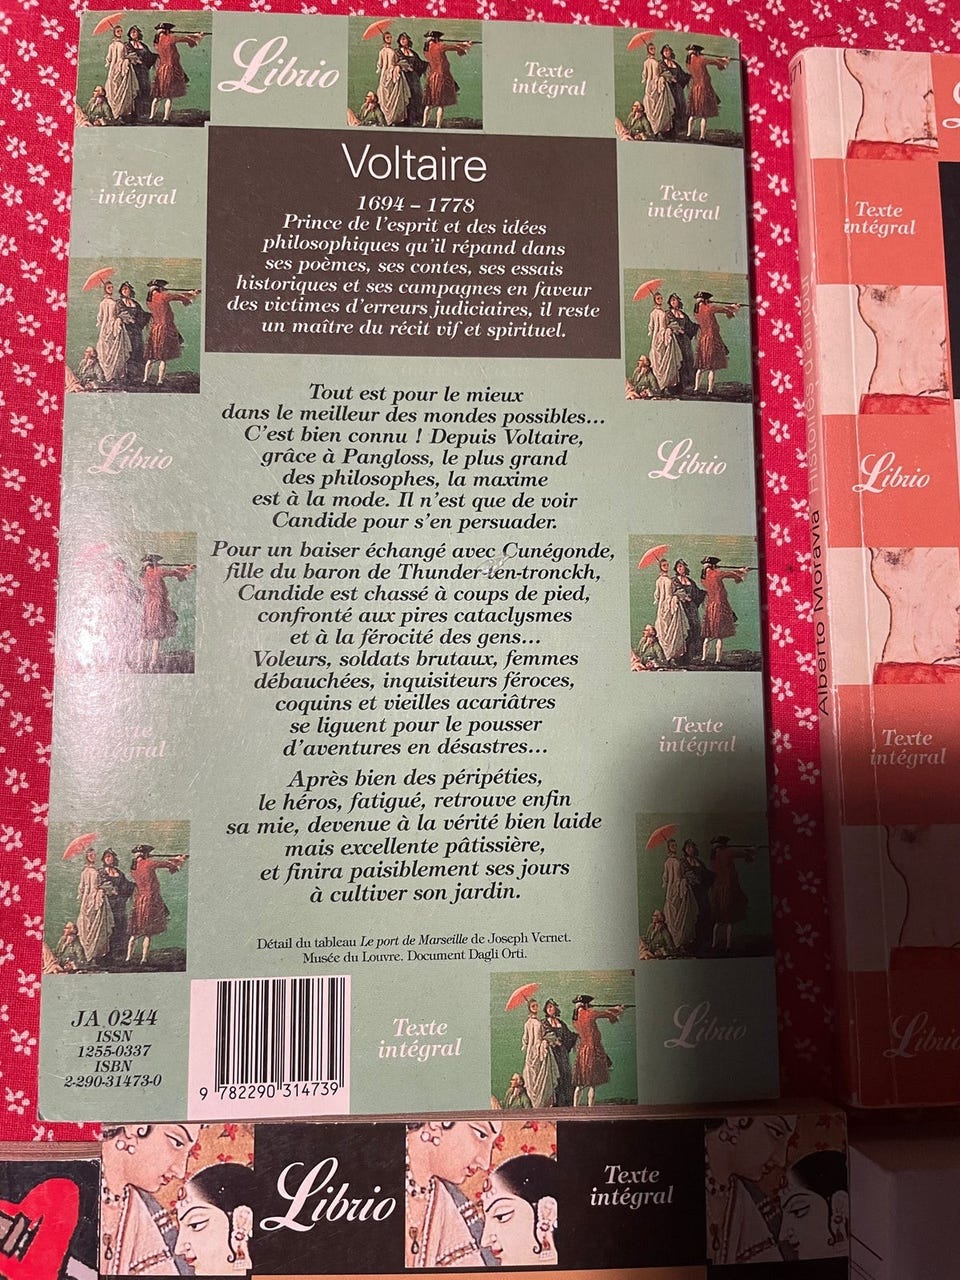 Librio
Texte
intégral
Voltaire
1694 – 1778
Prince de l'esprit et des idées
philosophiques qu'il répand dans
ses poèmes, ses contes, ses essais
historiques et ses campagnes en faveur
des victimes d'erreurs judiciaires, il reste
un maître du récit vif et spirituel.
Texte
intégral
Texte
intégral
Tout est pour le mieux
dans le meilleur des mondes possibles...
C'est bien connu ! Depuis Voltaire,
grâce à Pangloss, le plus grand
des philosophes, la maxime
est à la mode. Il n'est que de voir
Candide pour s'en persuader.
Librio
Librio
Pour un baiser échangé avec Cunégonde,
fille du baron de Thunder-ten-tronckh,
Candide est chassé à coups de pied,
confronté aux pires cataclysmes
et à la férocité des gens...
Voleurs, soldats brutaux, femmes
débauchées, inquisiteurs féroces,
coquins et vieilles acariâtres
se liguent pour le pousser
d'aventures en désastres...
Texte
intégral
Texte
intégral
Après bien des péripéties,
le héros, fatigué, retrouve enfin
sa mie, devenue à la vérité bien laide
mais excellente pâtissière,
et finira paisiblement ses jours
à cultiver son jardin.
Détail du tableau Le port de Marseille de Joseph Vernet.
Musée du Louvre. Document Dagli Orti.
JA 0244
ISSN
1255-0337
ISBN
2-290-31473-0
9 782290 314739
Texte
intégral
Librio
Alberto Moravia Histoires d'amour
Texte
intégral
Librio
Texte
intégral
Librio
Librio
Texte
intégral